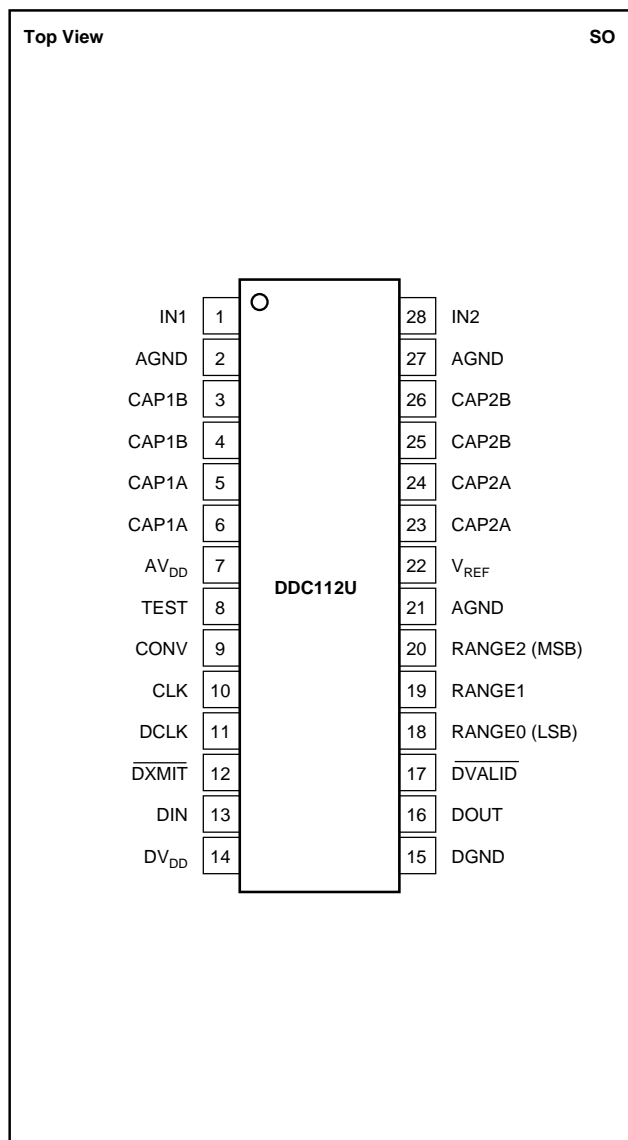 Top View SO
IN1 1 28 IN2
AGND 2 27 AGND
CAP1B 3 26 CAP2B
CAP1B 4 25 CAP2B
CAP1A 5 24 CAP2A
CAP1A 6 23 CAP2A
AVDD 7 22 VREF
DDC112U
TEST 8 21 AGND
CONV 9 20 RANGE2 (MSB)
CLK 10 19 RANGE1
DCLK 11 18 RANGE0 (LSB)
DXMIT 12 17 DVALID
DIN 13 16 DOUT
DVDD 14 15 DGND